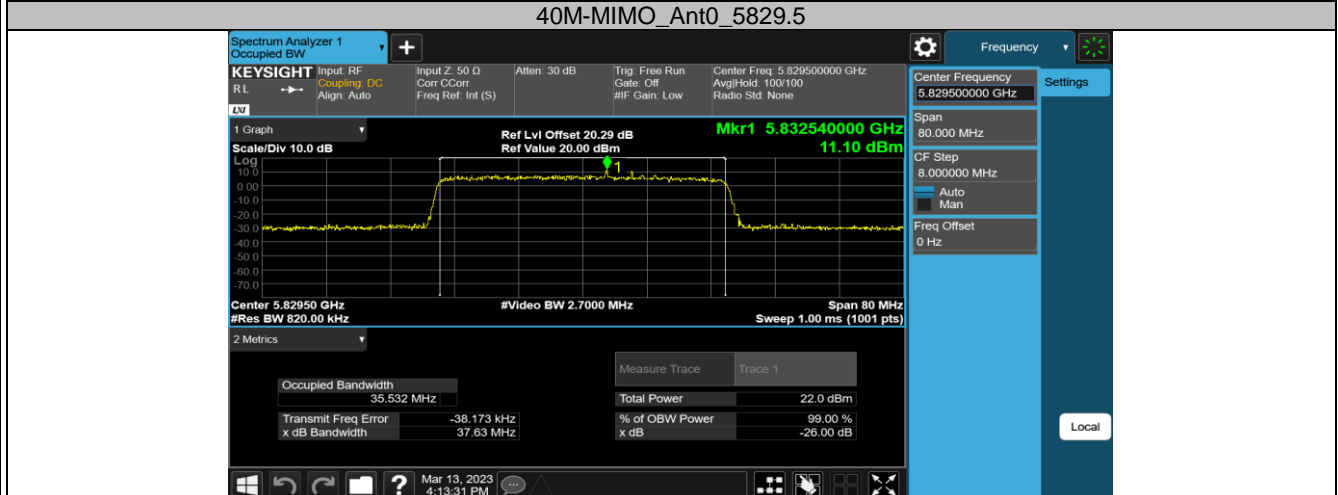 40M-MIMO_Ant0_5829.5
Spectrum Analyzer 1
Occupied BW
Frequency
KEYSIGHT
RL
LXI
Input: RF
Coupling: DC
Align: Auto
Input Z: 50 Ω
Corr CCorr
Freq Ref: Int (S)
Atten: 30 dB
Trig: Free Run
Gate: Off
#IF Gain: Low
Center Freq: 5.829500000 GHz
Avg|Hold: 100/100
Radio Std: None
Center Frequency
5.829500000 GHz
Settings
Span
80.000 MHz
CF Step
8.000000 MHz
Auto
Man
Freq Offset
0 Hz
Local
1 Graph
Scale/Div 10.0 dB
Ref Lvl Offset 20.29 dB
Ref Value 20.00 dBm
Mkr1 5.832540000 GHz
11.10 dBm
Log
10.0
0.00
-10.0
-20.0
-30.0
-40.0
-50.0
-60.0
-70.0
1
Center 5.82950 GHz
#Res BW 820.00 kHz
#Video BW 2.7000 MHz
Span 80 MHz
Sweep 1.00 ms (1001 pts)
2 Metrics
Measure Trace Trace 1
Occupied Bandwidth
35.532 MHz
Total Power 22.0 dBm
Transmit Freq Error -38.173 kHz
% of OBW Power 99.00 %
x dB Bandwidth 37.63 MHz
x dB -26.00 dB
?
Mar 13, 2023
4:13:31 PM